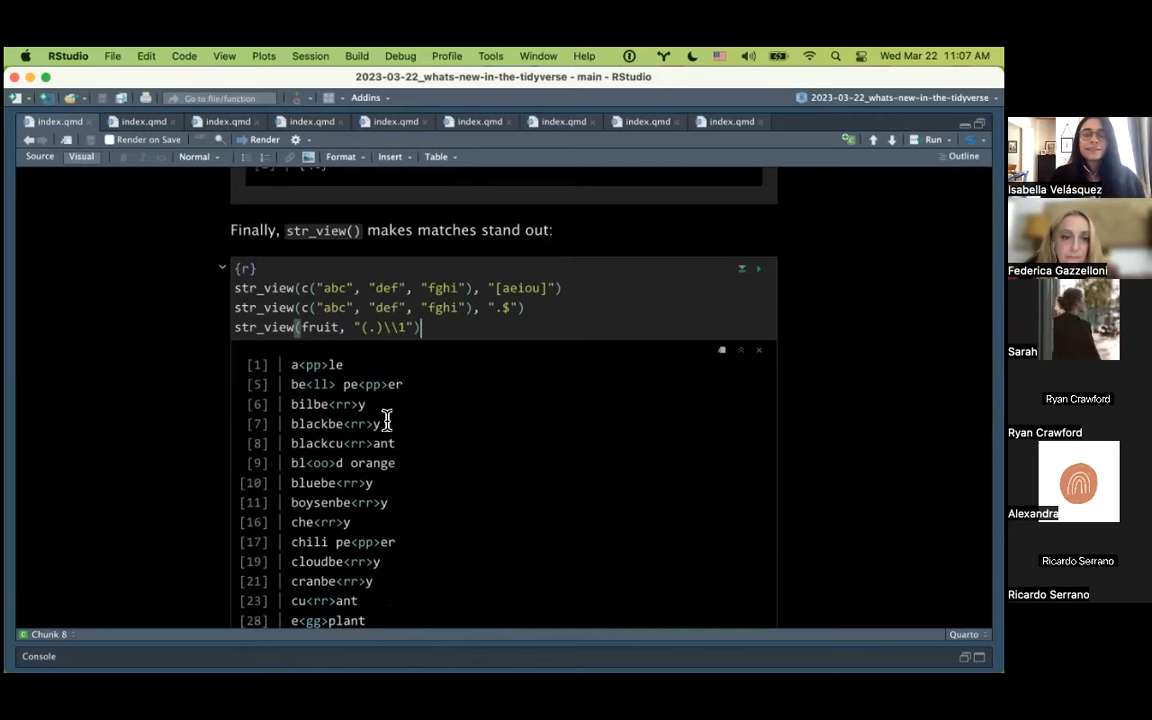 RStudio File Edit Code View Plots Session Build Debug Profile Tools Window Help Wed Mar 22 11:07 AM
2023-03-22_whats-new-in-the-tidyverse - main - RStudio
Go to file/function Addins 2023-03-22_whats-new-in-the-tidyverse
index.qmd index.qmd index.qmd index.qmd index.qmd index.qmd index.qmd index.qmd index.qmd
Render on Save Render Run
Source Visual B I Normal Format Insert Table Outline
Finally, str_view() makes matches stand out:
{r}
str_view(c("abc", "def", "fghi"), "[aeiou]")
str_view(c("abc", "def", "fghi"), ".$")
str_view(fruit, "(.)\\1")
[1] | a<pp>le
[5] | be<ll> pe<pp>er
[6] | bilbe<rr>y
[7] | blackbe<rr>y
[8] | blackcu<rr>ant
[9] | bl<oo>d orange
[10] | bluebe<rr>y
[11] | boysenbe<rr>y
[16] | che<rr>y
[17] | chili pe<pp>er
[19] | cloudbe<rr>y
[21] | cranbe<rr>y
[23] | cu<rr>ant
[28] | e<gg>plant
Chunk 8 Quarto
Console
Isabella Velásquez
Federica Gazzelloni
Sarah
Ryan Crawford
Ryan Crawford
Alexandra
Ricardo Serrano
Ricardo Serrano